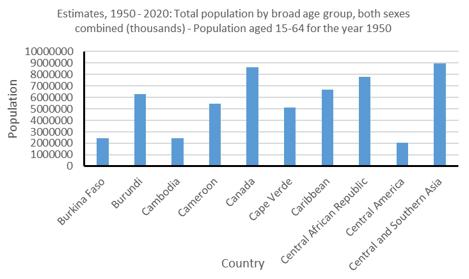 Estimates, 1950 - 2020: Total population by broad age group, both sexes
combined (thousands) - Population aged 15-64 for the year 1950
Population
10000000
9000000
8000000
7000000
6000000
5000000
4000000
3000000
2000000
1000000
0
Burkina Faso
Burundi
Cambodia
Cameroon
Canada
Cape Verde
Caribbean
Central African Republic
Central America
Central and Southern Asia
Country